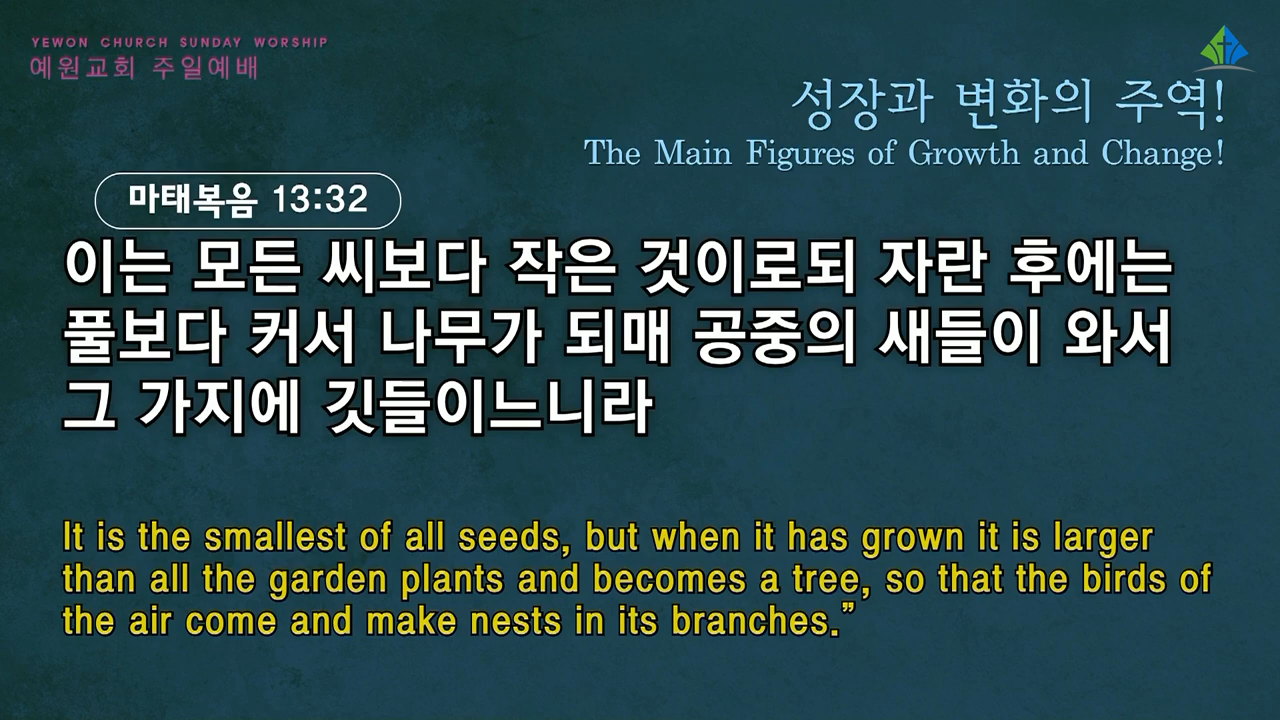 YEWON CHURCH SUNDAY WORSHIP
예원교회 주일예배
성장과 변화의 주역!
The Main Figures of Growth and Change!
마태복음 13:32
이는 모든 씨보다 작은 것이로되 자란 후에는
풀보다 커서 나무가 되매 공중의 새들이 와서
그 가지에 깃들이느니라
It is the smallest of all seeds, but when it has grown it is larger
than all the garden plants and becomes a tree, so that the birds of
the air come and make nests in its branches.”